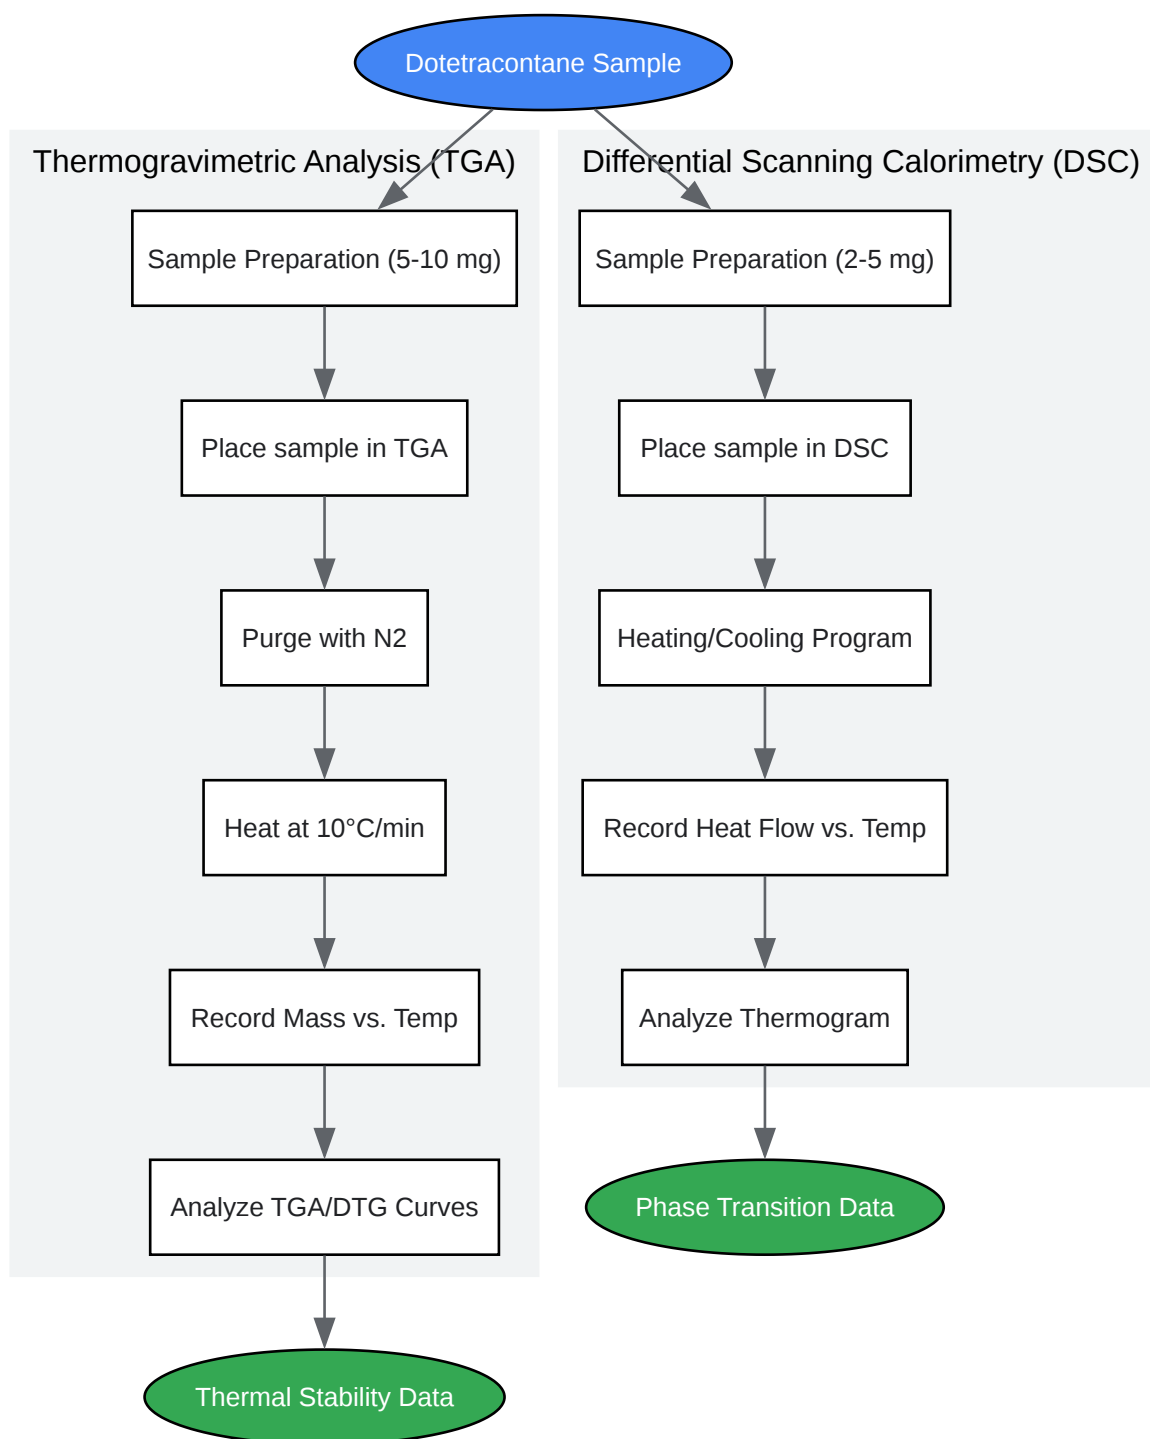 Dotetracontane Sample
Thermogravimetric Analysis (TGA)
Sample Preparation (5-10 mg)
Place sample in TGA
Purge with N2
Heat at 10°C/min
Record Mass vs. Temp
Analyze TGA/DTG Curves
Thermal Stability Data
Differential Scanning Calorimetry (DSC)
Sample Preparation (2-5 mg)
Place sample in DSC
Heating/Cooling Program
Record Heat Flow vs. Temp
Analyze Thermogram
Phase Transition Data